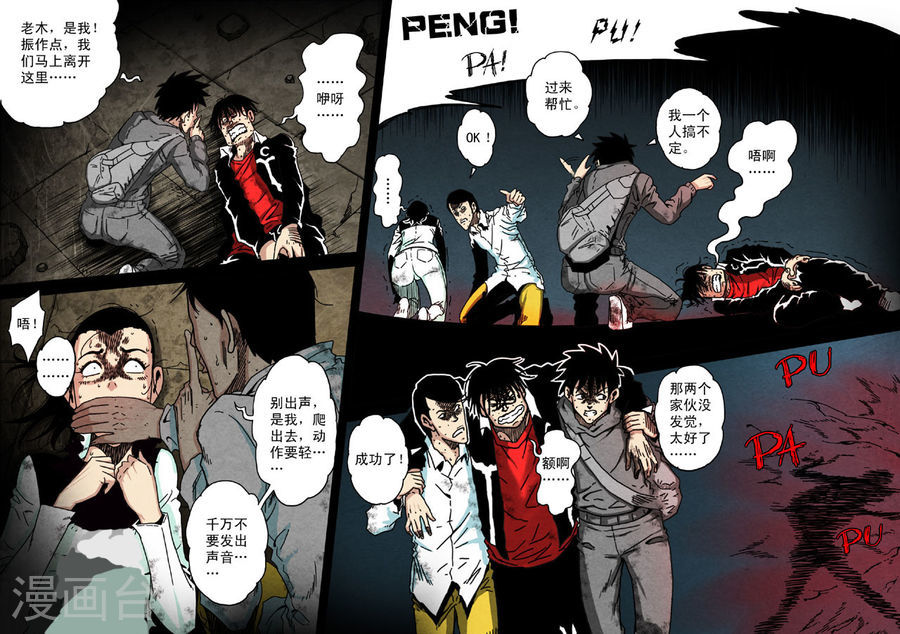 老木，是我！
振作点，我
们马上离开
这里……
……
咿呀
……
唔！
……
别出声，
是我，爬
出去，动
作要轻……
千万不
要发出
声音……
……
PENG!
PA!
PU!
过来
帮忙。
OK！
我一个
人搞不
定。
唔啊
……
……
成功了！
额啊
……
那两个
家伙没
发觉，
太好了
……
PU
PA
PU
C
漫画台